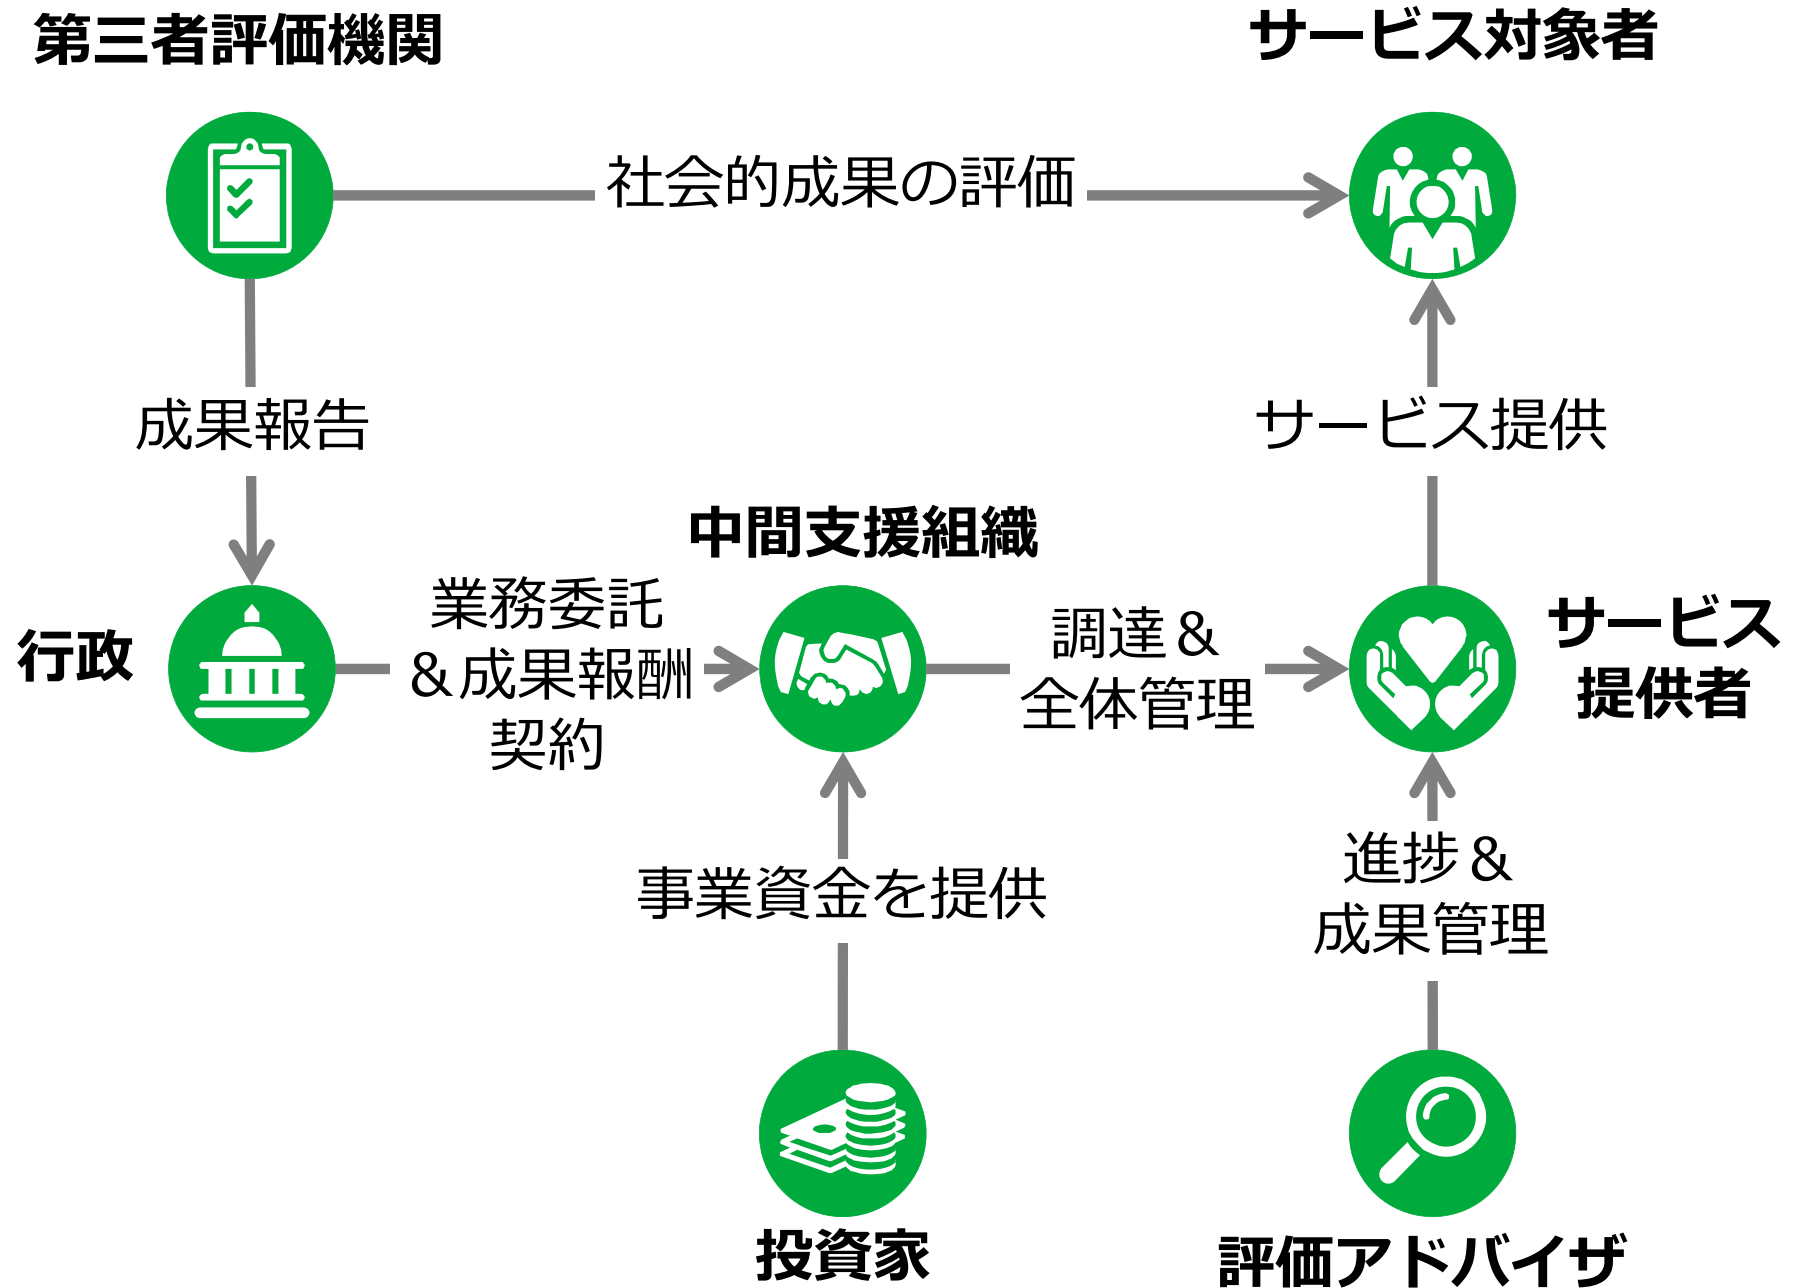 第三者評価機関
サービス対象者
社会的成果の評価
成果報告
サービス提供
中間支援組織
行政
業務委託
&成果報酬
契約
調達&
全体管理
サービス
提供者
事業資金を提供
進捗&
成果管理
投資家
評価アドバイザ